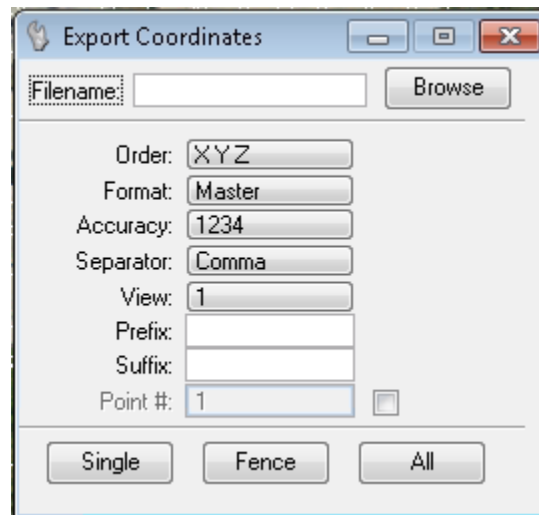 Export Coordinates
Filename: Browse
Order: X Y Z
Format: Master
Accuracy: 1234
Separator: Comma
View: 1
Prefix:
Suffix:
Point #: 1
Single Fence All